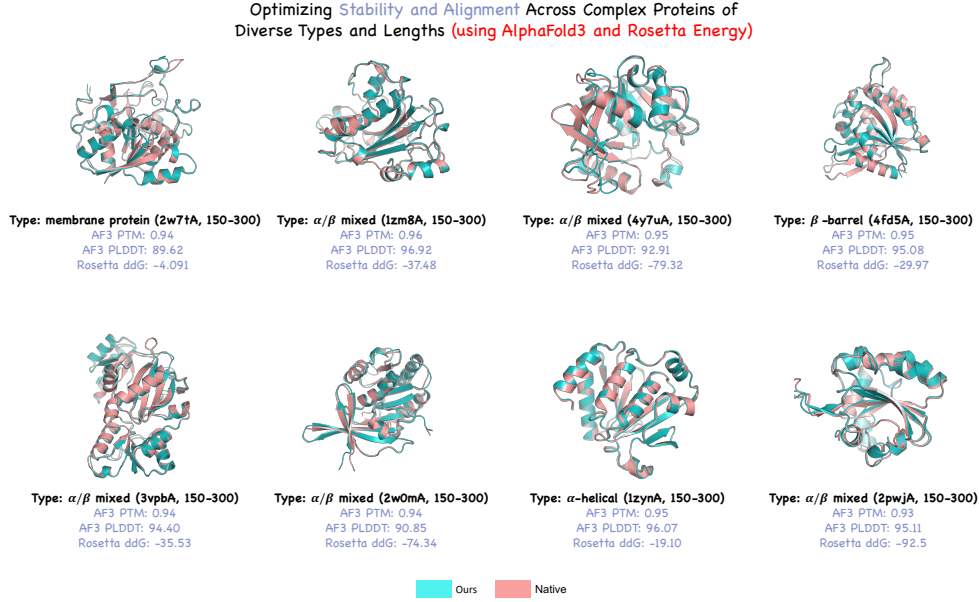 Optimizing Stability and Alignment Across Complex Proteins of
Diverse Types and Lengths (using AlphaFold3 and Rosetta Energy)
Type: membrane protein (2w7tA, 150-300)
AF3 PTM: 0.94
AF3 PLDDT: 89.62
Rosetta ddG: -4.091
Type: α/β mixed (1zm8A, 150-300)
AF3 PTM: 0.96
AF3 PLDDT: 96.92
Rosetta ddG: -37.48
Type: α/β mixed (4y7uA, 150-300)
AF3 PTM: 0.95
AF3 PLDDT: 92.91
Rosetta ddG: -79.32
Type: β -barrel (4fd5A, 150-300)
AF3 PTM: 0.95
AF3 PLDDT: 95.08
Rosetta ddG: -29.97
Type: α/β mixed (3vpbA, 150-300)
AF3 PTM: 0.94
AF3 PLDDT: 94.40
Rosetta ddG: -35.53
Type: α/β mixed (2w0mA, 150-300)
AF3 PTM: 0.94
AF3 PLDDT: 90.85
Rosetta ddG: -74.34
Type: α-helical (1zynA, 150-300)
AF3 PTM: 0.95
AF3 PLDDT: 96.07
Rosetta ddG: -19.10
Type: α/β mixed (2pwjA, 150-300)
AF3 PTM: 0.93
AF3 PLDDT: 95.11
Rosetta ddG: -92.5
Ours
Native